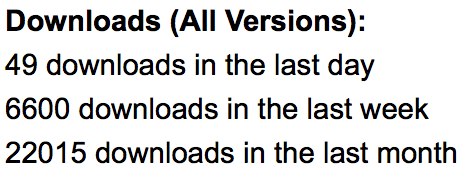 Downloads (All Versions):
49 downloads in the last day
6600 downloads in the last week
22015 downloads in the last month